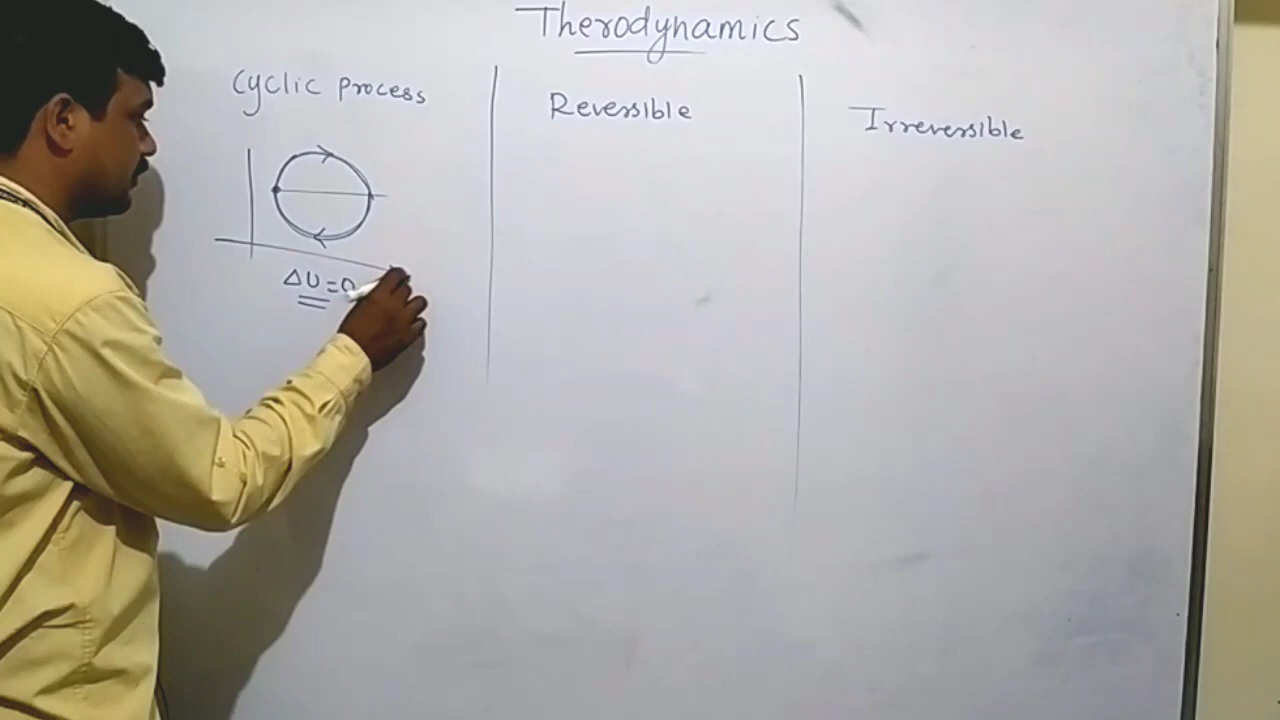 Therodynamics
Cyclic Process
Reversible
Irreversible
ΔU=0